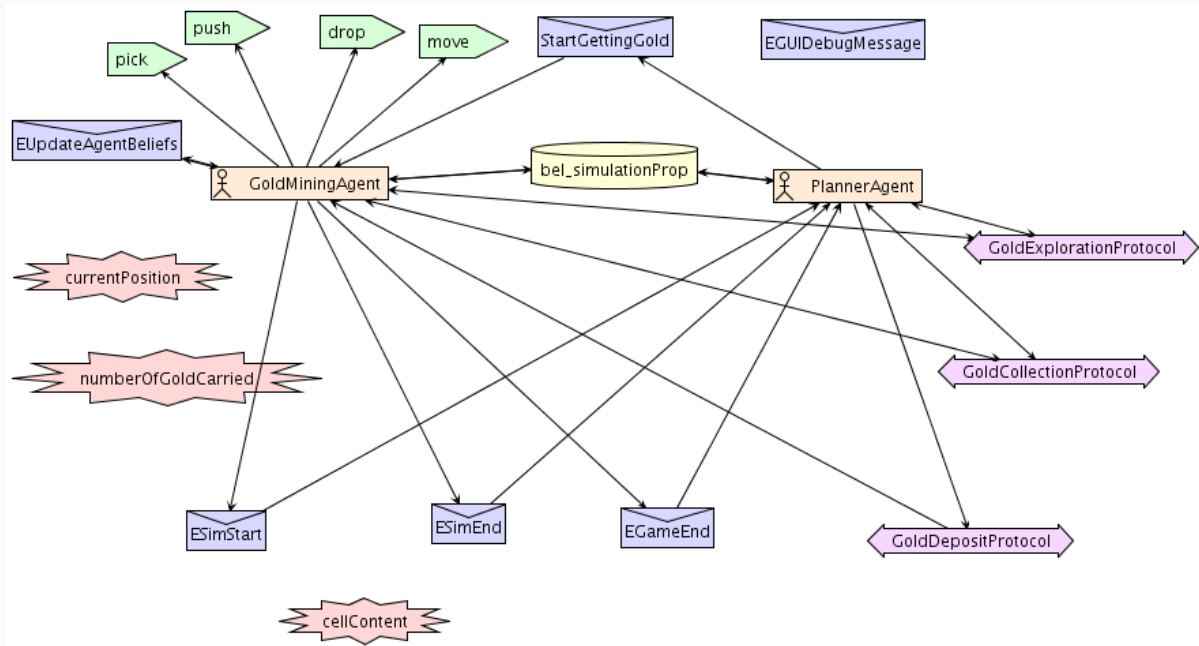 push
drop
move
StartGettingGold
EGUIDebugMessage
pick
EUpdateAgentBeliefs
GoldMiningAgent
bel_simulationProp
PlannerAgent
GoldExplorationProtocol
currentPosition
numberOfGoldCarried
GoldCollectionProtocol
ESimStart
ESimEnd
EGameEnd
GoldDepositProtocol
cellContent